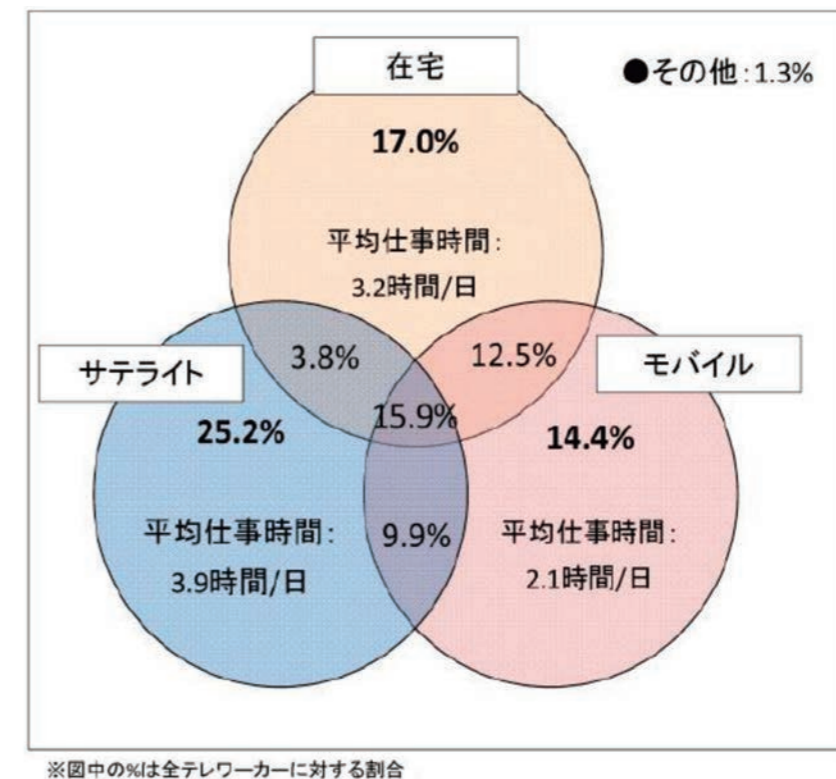 在宅
●その他:1.3%
17.0%
平均仕事時間:
3.2時間/日
サテライト
3.8%
12.5%
モバイル
15.9%
25.2%
14.4%
平均仕事時間:
3.9時間/日
9.9%
平均仕事時間:
2.1時間/日
※図中の%は全テレワーカーに対する割合